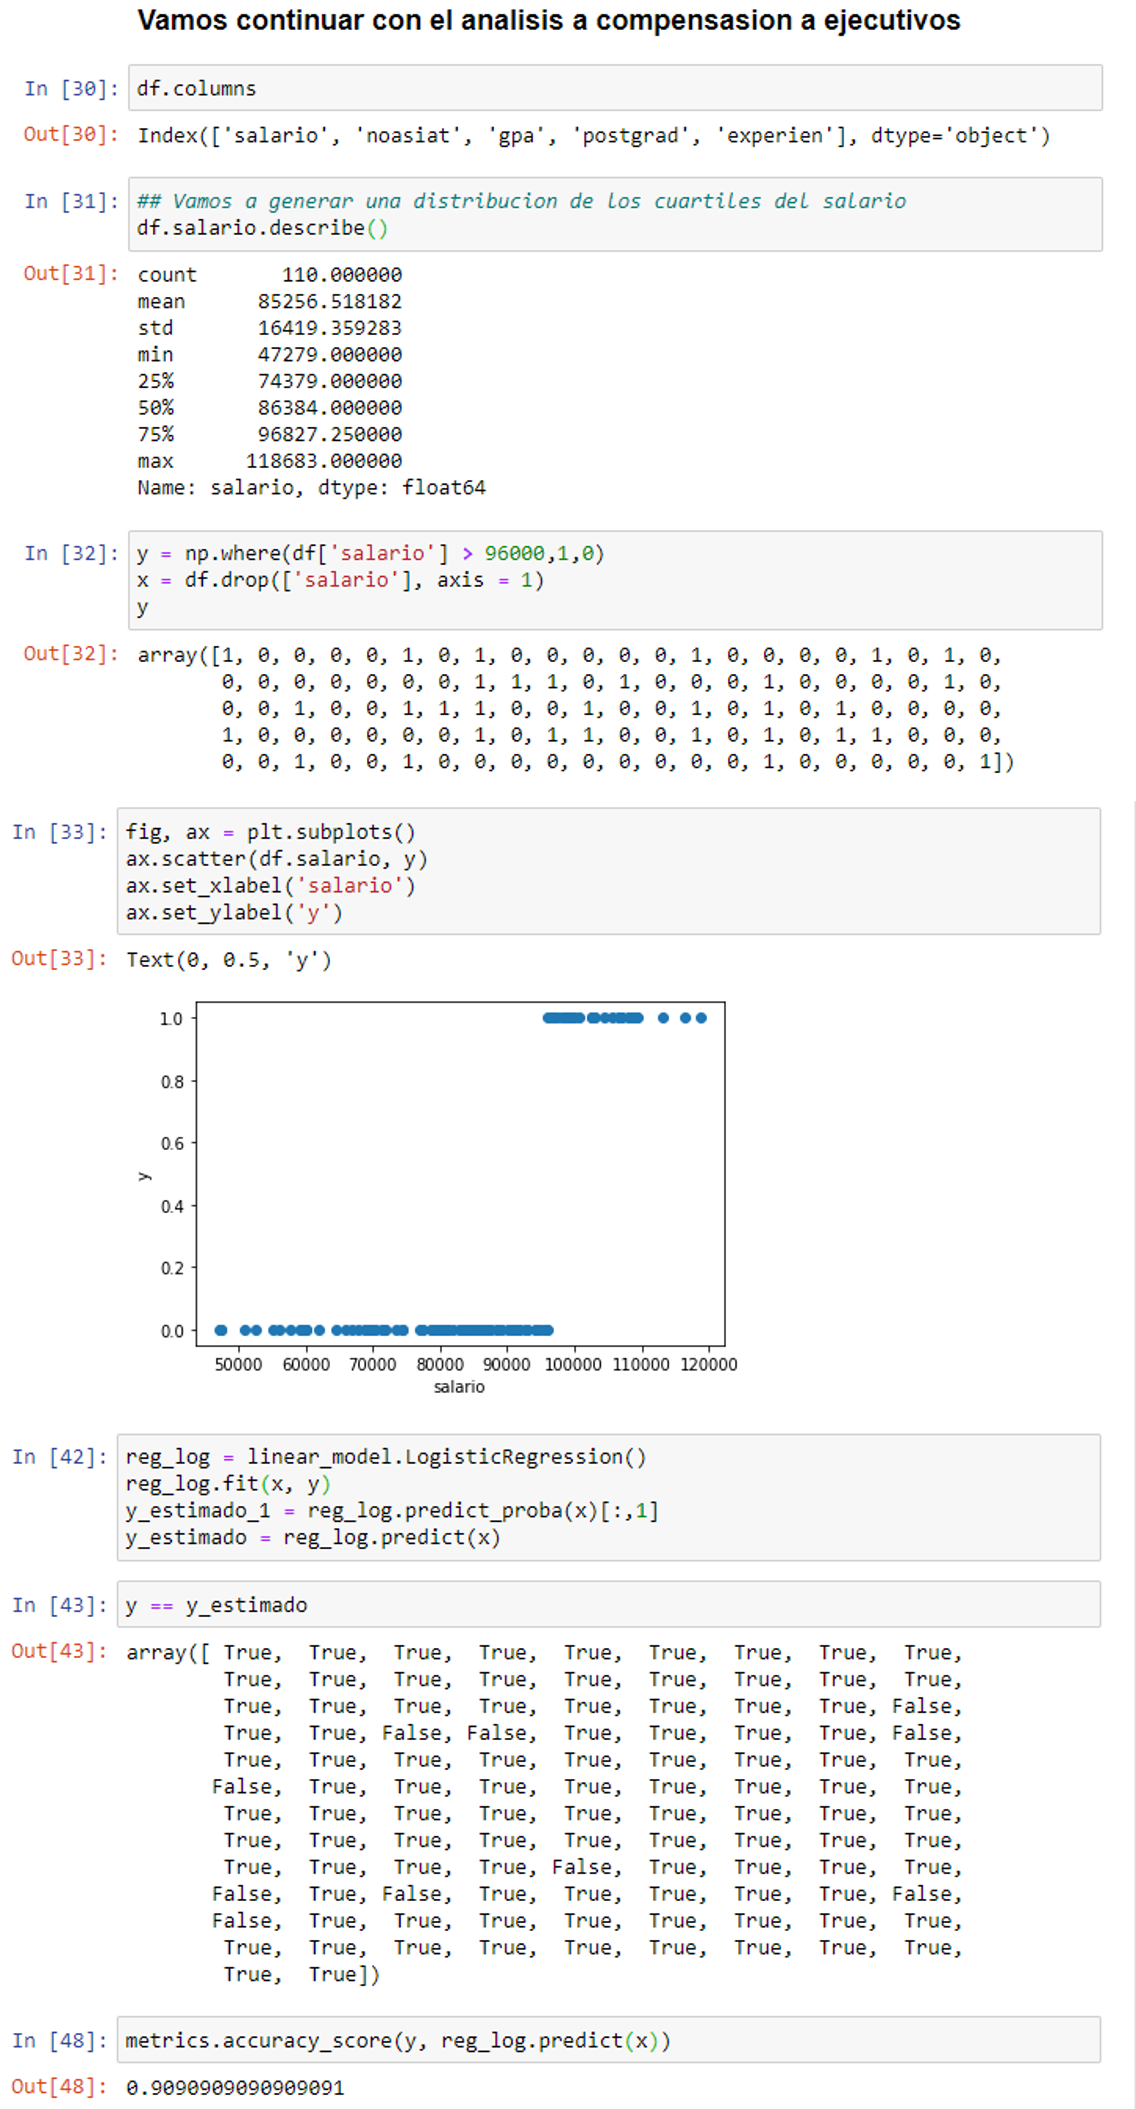 Vamos continuar con el analisis a compensasion a ejecutivos
In [30]: df.columns
Out[30]: Index(['salario', 'noasiat', 'gpa', 'postgrad', 'experien'], dtype='object')
In [31]: ## Vamos a generar una distribucion de los cuartiles del salario
df.salario.describe()
Out[31]: count 110.000000
mean 85256.518182
std 16419.359283
min 47279.000000
25% 74379.000000
50% 86384.000000
75% 96827.250000
max 118683.000000
Name: salario, dtype: float64
In [32]: y = np.where(df['salario'] > 96000,1,0)
x = df.drop(['salario'], axis = 1)
y
Out[32]: array([1, 0, 0, 0, 0, 1, 0, 1, 0, 0, 0, 0, 0, 1, 0, 0, 0, 0, 1, 0, 1, 0,
0, 0, 0, 0, 0, 0, 0, 1, 1, 1, 0, 1, 0, 0, 0, 1, 0, 0, 0, 0, 1, 0,
0, 0, 1, 0, 0, 1, 1, 1, 0, 0, 1, 0, 0, 1, 0, 1, 0, 1, 0, 0, 0, 0,
1, 0, 0, 0, 0, 0, 0, 1, 0, 1, 1, 0, 0, 1, 0, 1, 0, 1, 1, 0, 0, 0,
0, 0, 1, 0, 0, 1, 0, 0, 0, 0, 0, 0, 0, 0, 0, 1, 0, 0, 0, 0, 0, 1])
In [33]: fig, ax = plt.subplots()
ax.scatter(df.salario, y)
ax.set_xlabel('salario')
ax.set_ylabel('y')
Out[33]: Text(0, 0.5, 'y')
1.0
0.8
0.6
y
0.4
0.2
0.0
50000 60000 70000 80000 90000 100000 110000 120000
salario
In [42]: reg_log = linear_model.LogisticRegression()
reg_log.fit(x, y)
y_estimado_1 = reg_log.predict_proba(x)[:,1]
y_estimado = reg_log.predict(x)
In [43]: y == y_estimado
Out[43]: array([ True, True, True, True, True, True, True, True, True,
True, True, True, True, True, True, True, True, True,
True, True, True, True, True, True, True, True, False,
True, True, False, False, True, True, True, True, False,
True, True, True, True, True, True, True, True, True,
False, True, True, True, True, True, True, True, True,
True, True, True, True, True, True, True, True, True,
True, True, True, True, True, True, True, True, True,
True, True, True, True, False, True, True, True, True,
False, True, False, True, True, True, True, True, False,
False, True, True, True, True, True, True, True, True,
True, True, True, True, True, True, True, True, True,
True, True])
In [48]: metrics.accuracy_score(y, reg_log.predict(x))
Out[48]: 0.9090909090909091